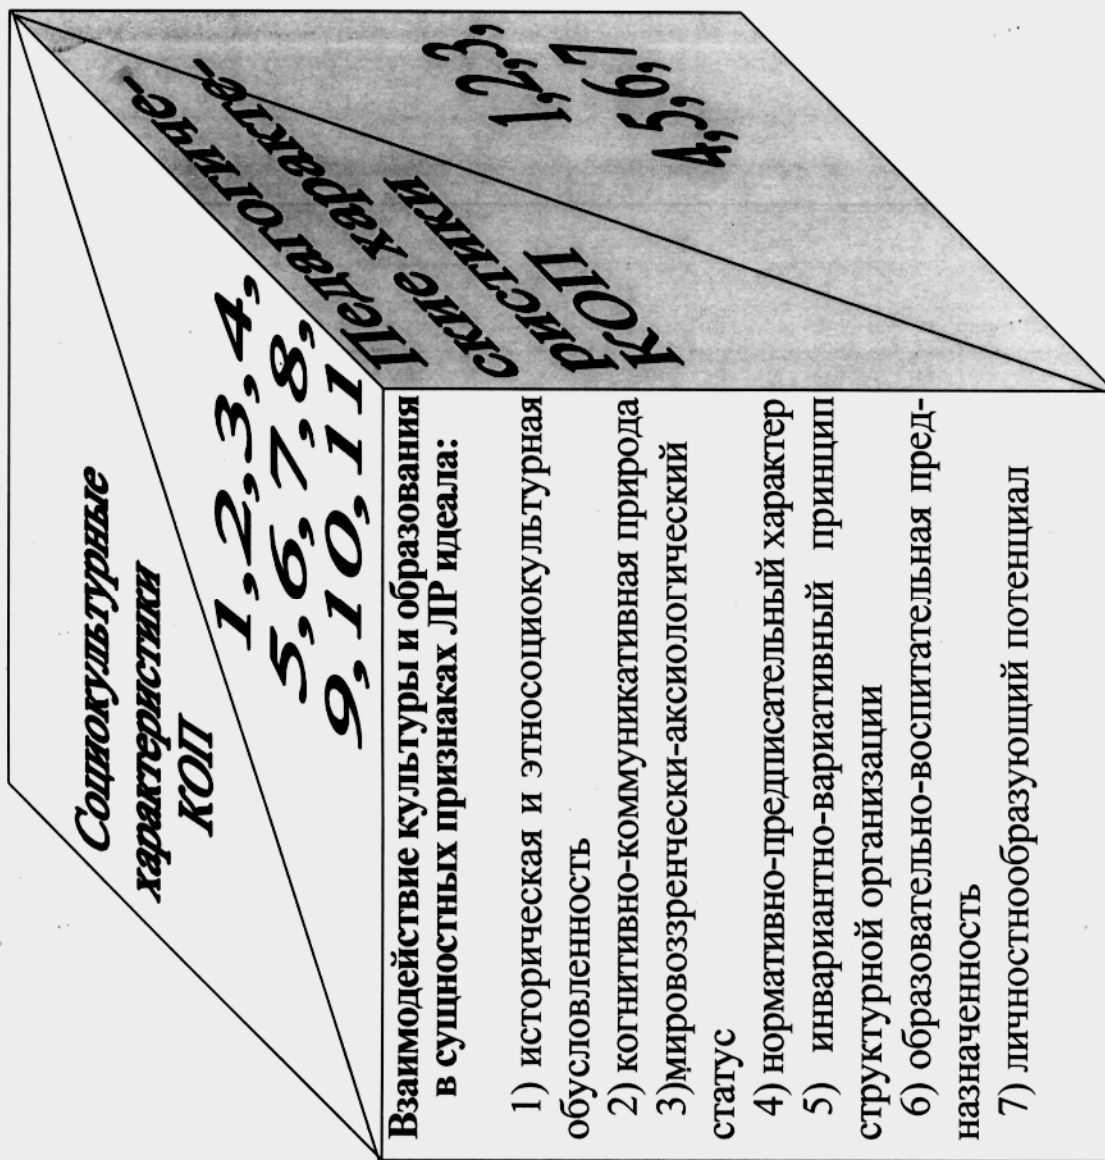 Социокультурные
характеристики
КОП
1,2,3,4,
5,6,7,8,
9,10,11
Педагогиче-
ские характе-
ристики
КОП
1,2,3,
4,5,6,7
Взаимодействие культуры и образования
в сущностных признаках ЛР идеала:
1) историческая и этносоциокультурная
обусловленность
2) когнитивно-коммуникативная природа
3)мировоззренчески-аксиологический
статус
4) нормативно-предписательный характер
5) инвариантно-вариативный принцип
структурной организации
6) образовательно-воспитательная пред-
назначенность
7) личностнообразующий потенциал